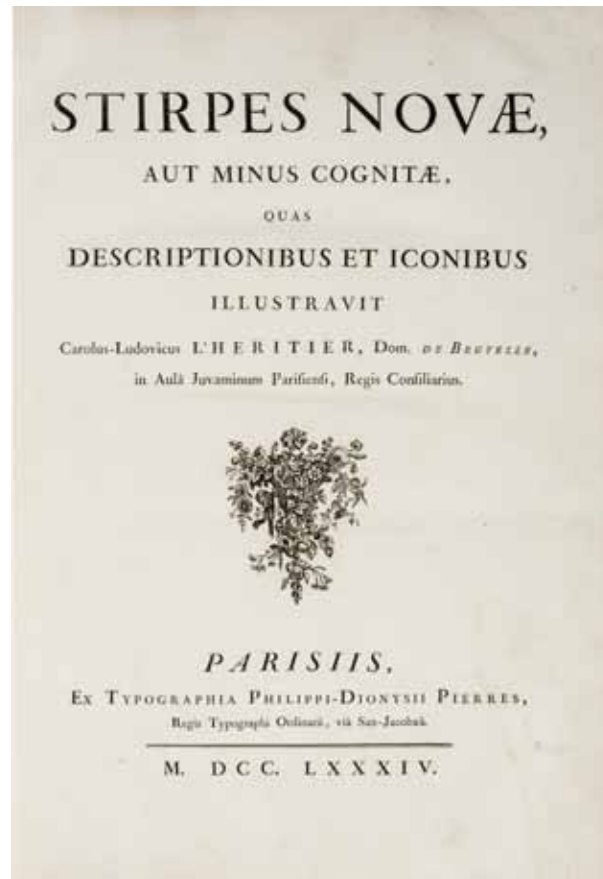 STIRPES NOVÆ,
AUT MINUS COGNITÆ,
QUAS
DESCRIPTIONIBUS ET ICONIBUS
ILLUSTRAVIT
Carolus-Ludovicus L'HERITIER, Dom. DE BRUTELLE,
in Aulâ Juvaminum Parisiensi, Regis Consiliarius.
PARISIIS,
EX TYPOGRAPHIA PHILIPPI-DIONYSII PIERRES,
Regis Typographi Ordinarii, viâ San-Jacobæâ.
M. DCC. LXXXIV.